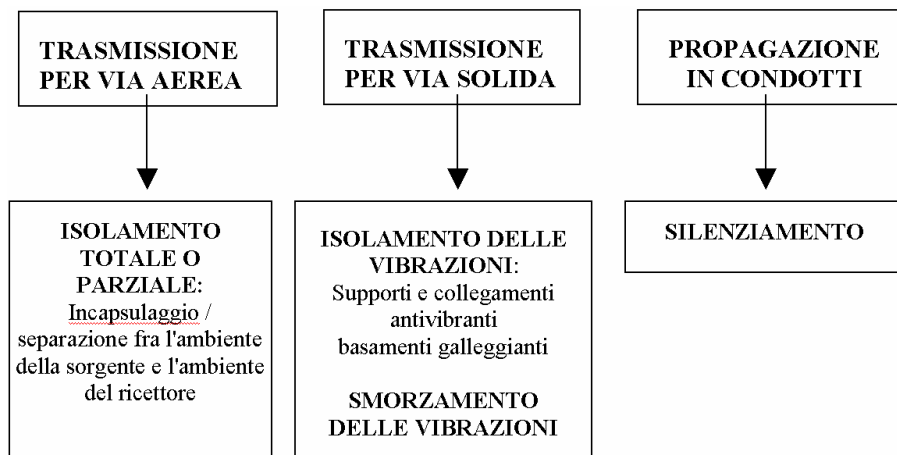 TRASMISSIONE
PER VIA AEREA
TRASMISSIONE
PER VIA SOLIDA
PROPAGAZIONE
IN CONDOTTI
ISOLAMENTO
TOTALE O
PARZIALE:
Incapsulaggio /
separazione fra l'ambiente
della sorgente e l'ambiente
del ricettore
ISOLAMENTO DELLE
VIBRAZIONI:
Supporti e collegamenti
antivibranti
basamenti galleggianti
SMORZAMENTO
DELLE VIBRAZIONI
SILENZIAMENTO